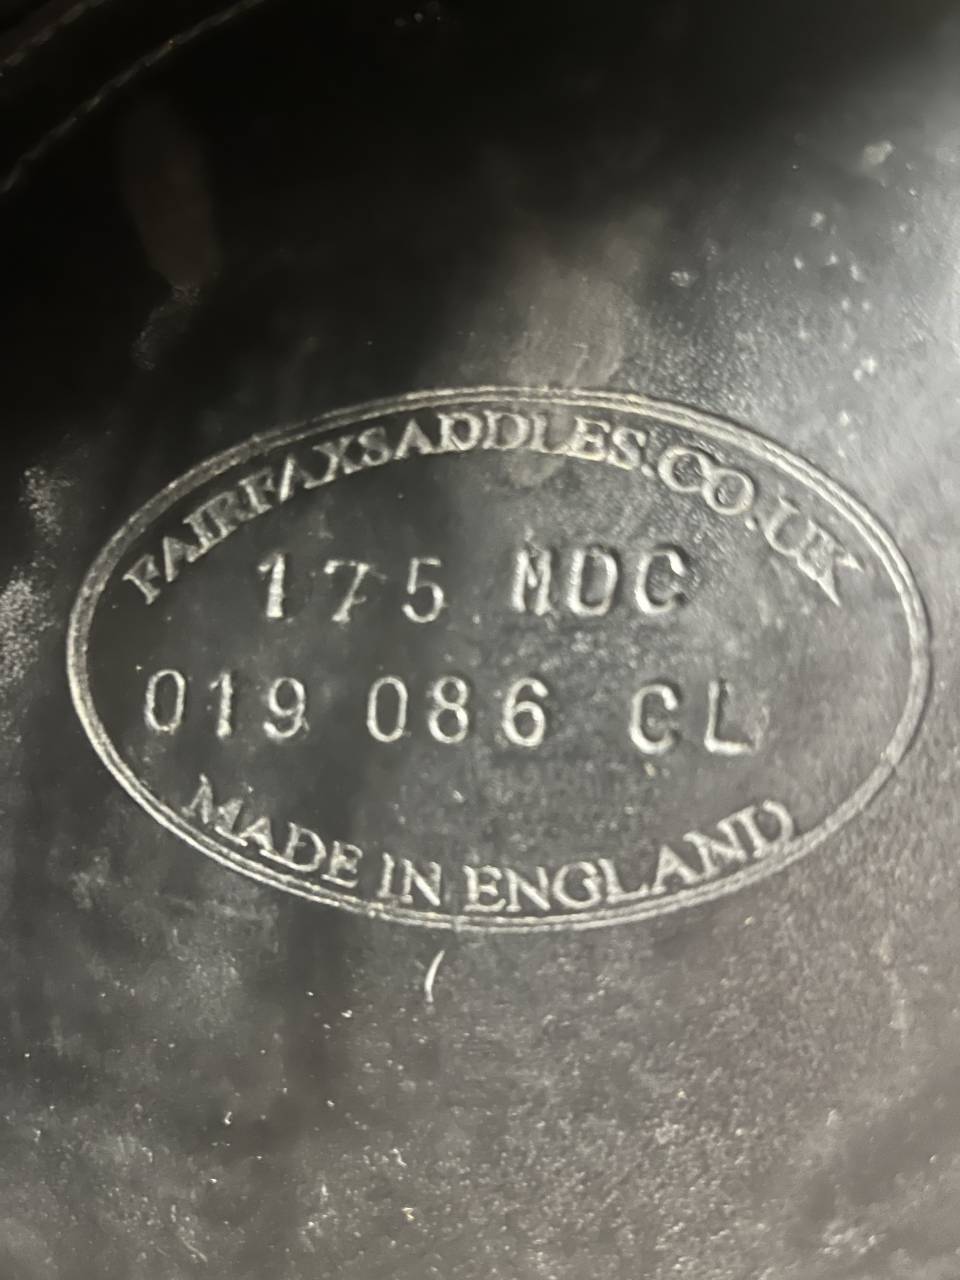 FAIRFAXSADDLES.CO.UK
175 MDC
019 086 CL
MADE IN ENGLAND